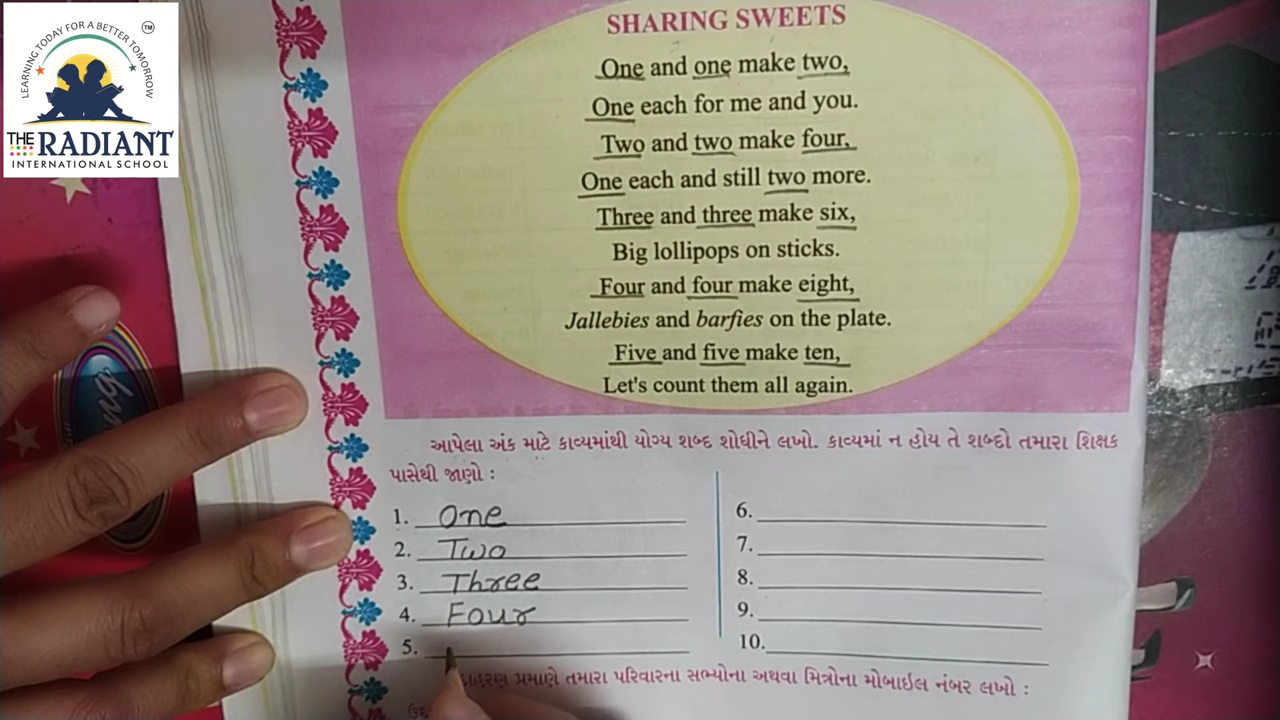 LEARNING TODAY FOR A BETTER TOMORROW
TM
THE RADIANT
INTERNATIONAL SCHOOL
SHARING SWEETS
One and one make two,
One each for me and you.
Two and two make four,
One each and still two more.
Three and three make six,
Big lollipops on sticks.
Four and four make eight,
Jallebies and barfies on the plate.
Five and five make ten,
Let's count them all again.
આપેલા અંક માટે કાવ્યમાંથી યોગ્ય શબ્દ શોધીને લખો. કાવ્યમાં ન હોય તે શબ્દો તમારા શિક્ષક
પાસેથી જાણો :
1. One
2. Two
3. Three
4. Four
5.
6.
7.
8.
9.
10.
પ્રમાણે તમારા પરિવારના સભ્યોના અથવા મિત્રોના મોબાઈલ નંબર લખો :